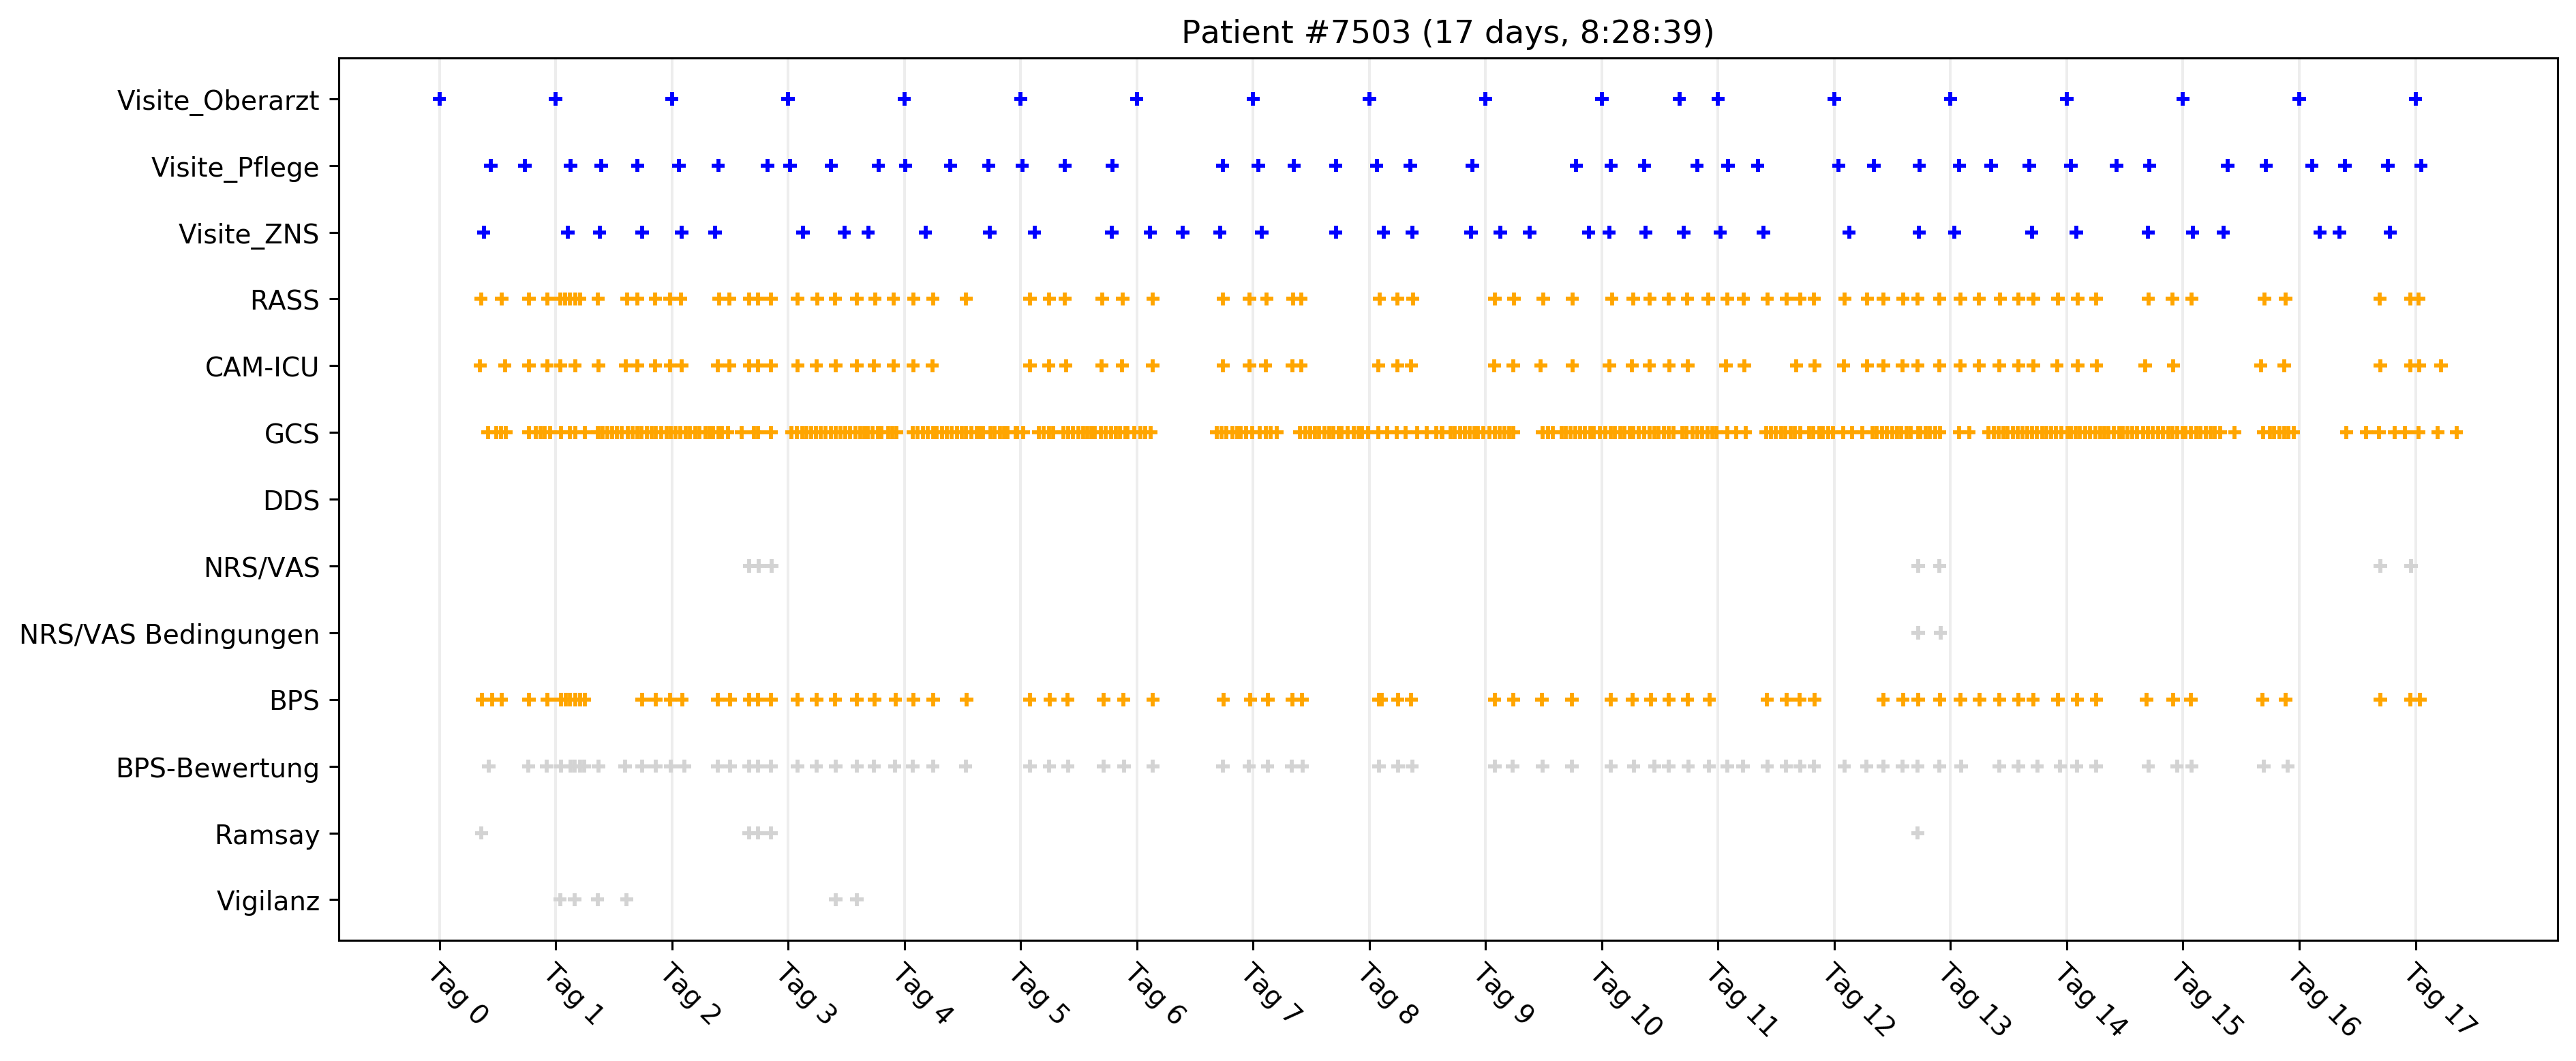 Patient #7503 (17 days, 8:28:39)
Visite_Oberarzt
Visite_Pflege
Visite_ZNS
RASS
CAM-ICU
GCS
DDS
NRS/VAS
NRS/VAS Bedingungen
BPS
BPS-Bewertung
Ramsay
Vigilanz
Tag 0
Tag 1
Tag 2
Tag 3
Tag 4
Tag 5
Tag 6
Tag 7
Tag 8
Tag 9
Tag 10
Tag 11
Tag 12
Tag 13
Tag 14
Tag 15
Tag 16
Tag 17